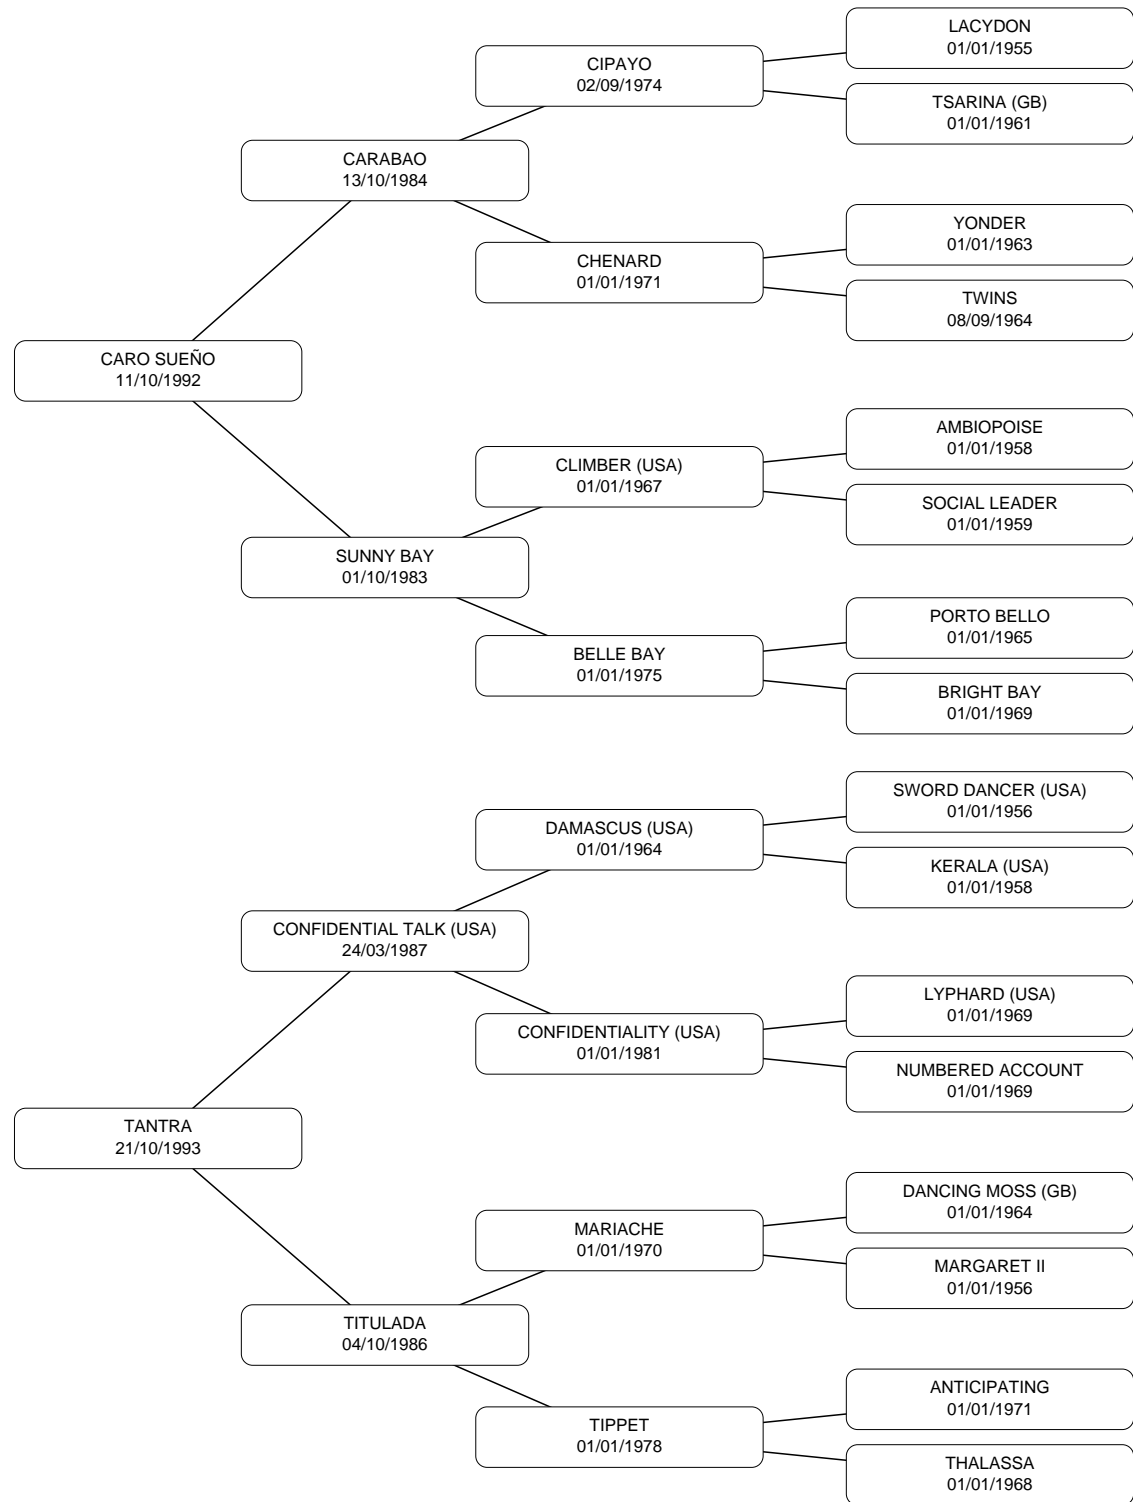 LACYDON
01/01/1955
CIPAYO
02/09/1974
TSARINA (GB)
01/01/1961
CARABAO
13/10/1984
YONDER
01/01/1963
CHENARD
01/01/1971
TWINS
08/09/1964
CARO SUEÑO
11/10/1992
AMBIOPOISE
01/01/1958
CLIMBER (USA)
01/01/1967
SOCIAL LEADER
01/01/1959
SUNNY BAY
01/10/1983
PORTO BELLO
01/01/1965
BELLE BAY
01/01/1975
BRIGHT BAY
01/01/1969
SWORD DANCER (USA)
01/01/1956
DAMASCUS (USA)
01/01/1964
KERALA (USA)
01/01/1958
CONFIDENTIAL TALK (USA)
24/03/1987
LYPHARD (USA)
01/01/1969
CONFIDENTIALITY (USA)
01/01/1981
NUMBERED ACCOUNT
01/01/1969
TANTRA
21/10/1993
DANCING MOSS (GB)
01/01/1964
MARIACHE
01/01/1970
MARGARET II
01/01/1956
TITULADA
04/10/1986
ANTICIPATING
01/01/1971
TIPPET
01/01/1978
THALASSA
01/01/1968